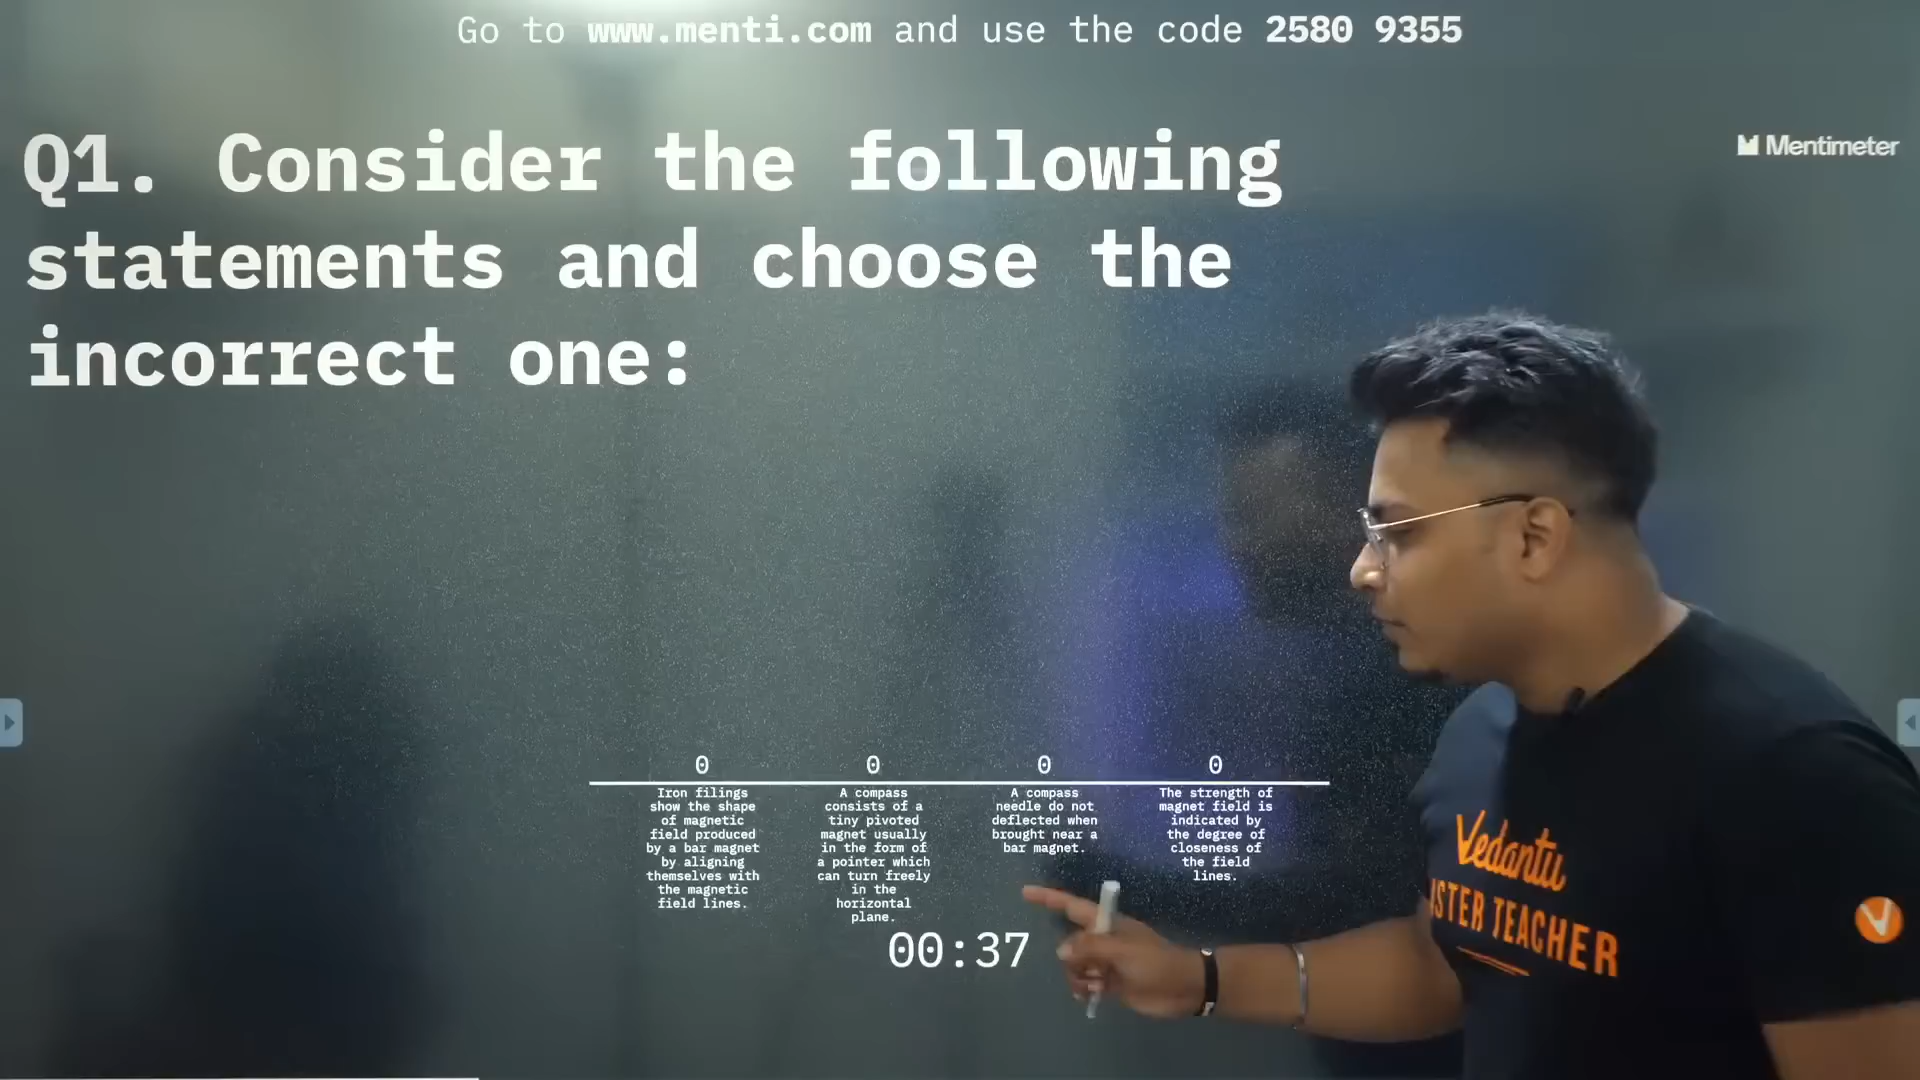 Go to www.menti.com and use the code 2580 9355
Mentimeter
Q1. Consider the following
statements and choose the
incorrect one:
0
0
0
0
Iron filings
show the shape
of magnetic
field produced
by a bar magnet
by aligning
themselves with
the magnetic
field lines.
A compass
consists of a
tiny pivoted
magnet usually
in the form of
a pointer which
can turn freely
in the
horizontal
plane.
A compass
needle do not
deflected when
brought near a
bar magnet.
The strength of
magnet field is
indicated by
the degree of
closeness of
the field
lines.
00:37
Vedantu
TEACHER
V